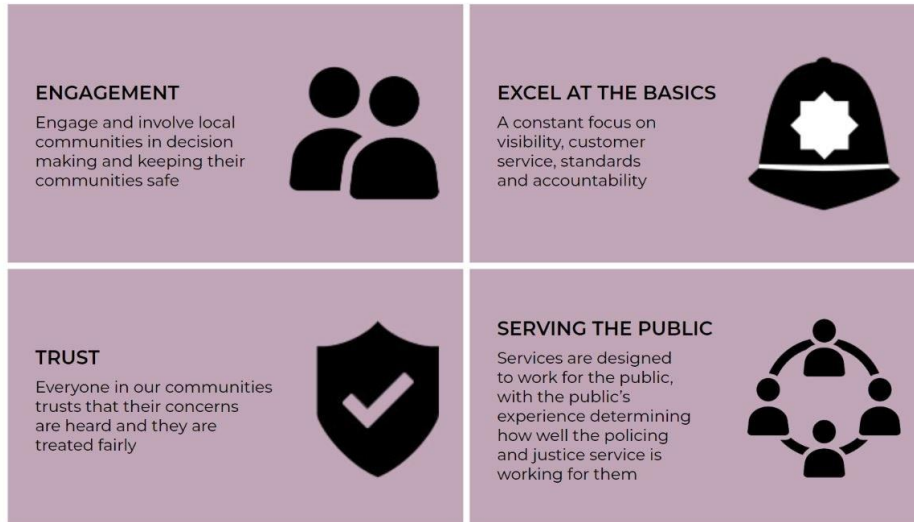 ENGAGEMENT
Engage and involve local
communities in decision
making and keeping their
communities safe
EXCEL AT THE BASICS
A constant focus on
visibility, customer
service, standards
and accountability
TRUST
Everyone in our communities
trusts that their concerns
are heard and they are
treated fairly
SERVING THE PUBLIC
Services are designed
to work for the public,
with the public’s
experience determining
how well the policing
and justice service is
working for them